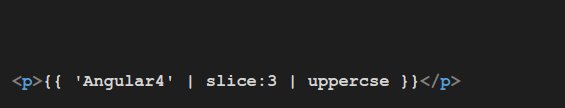 <p>{{ 'Angular4' | slice:3 | uppercse }}</p>